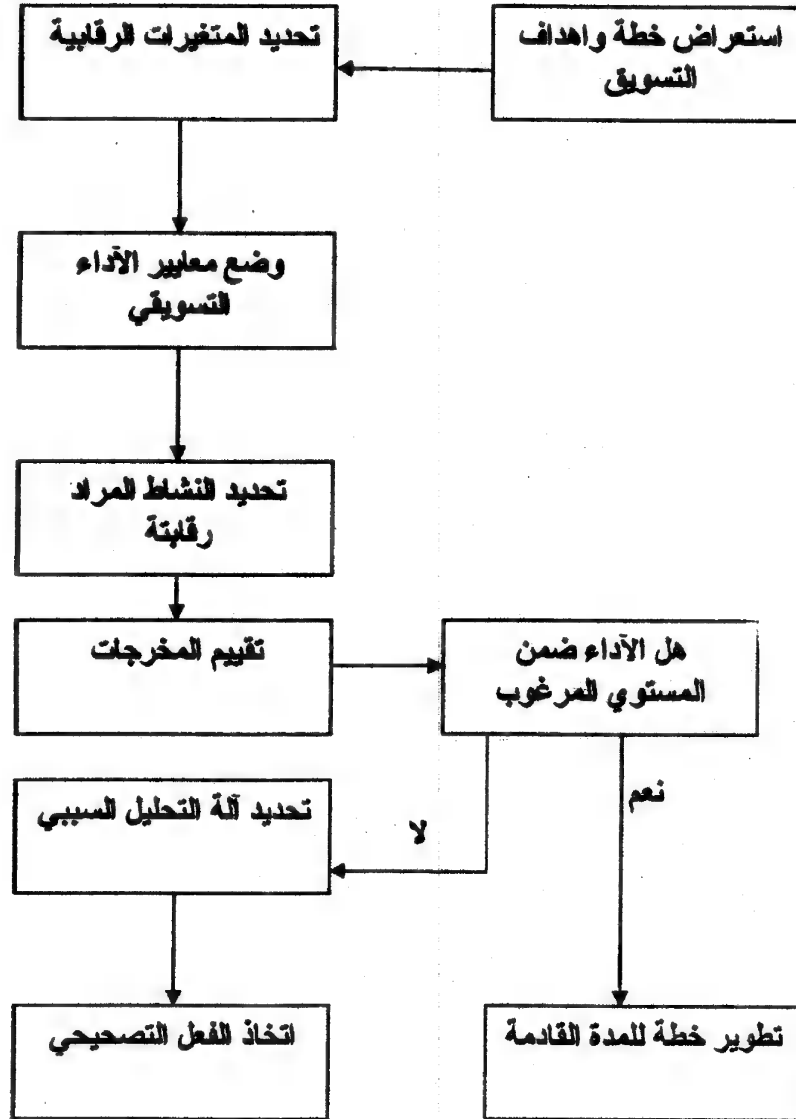 استعراض خطة واهداف
التسويق
تحديد المتغيرات الرقابية
وضع معايير الآداء
التسويقي
تحديد النشاط المراد
رقابتة
تقييم المخرجات
هل الآداء ضمن
المستوي المرغوب
نعم
لا
تحديد آلة التحليل السببي
اتخاذ الفعل التصحيحي
تطوير خطة للمدة القادمة